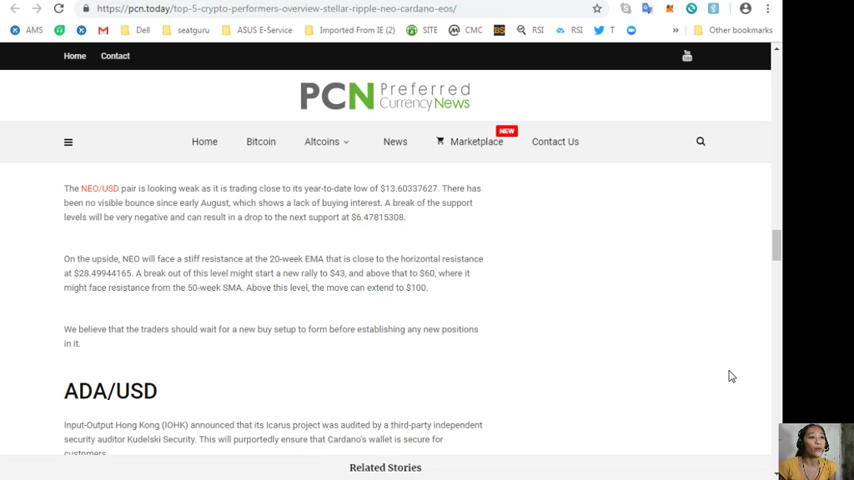 https://pcn.today/top-5-crypto-performers-overview-stellar-ripple-neo-cardano-eos/
AMS Dell seatguru ASUS E-Service Imported From IE (2) SITE CMC RSI RSI T » Other bookmarks
Home Contact You Tube
PCN Preferred Currency News
NEW
Home Bitcoin Altcoins News Marketplace Contact Us
The NEO/USD pair is looking weak as it is trading close to its year-to-date low of $13.60337627. There has
been no visible bounce since early August, which shows a lack of buying interest. A break of the support
levels will be very negative and can result in a drop to the next support at $6.47815308.
On the upside, NEO will face a stiff resistance at the 20-week EMA that is close to the horizontal resistance
at $28.49944165. A break out of this level might start a new rally to $43, and above that to $60, where it
might face resistance from the 50-week SMA. Above this level, the move can extend to $100.
We believe that the traders should wait for a new buy setup to form before establishing any new positions
in it.
ADA/USD
Input-Output Hong Kong (IOHK) announced that its Icarus project was audited by a third-party independent
security auditor Kudelski Security. This will purportedly ensure that Cardano's wallet is secure for
customers.
Related Stories